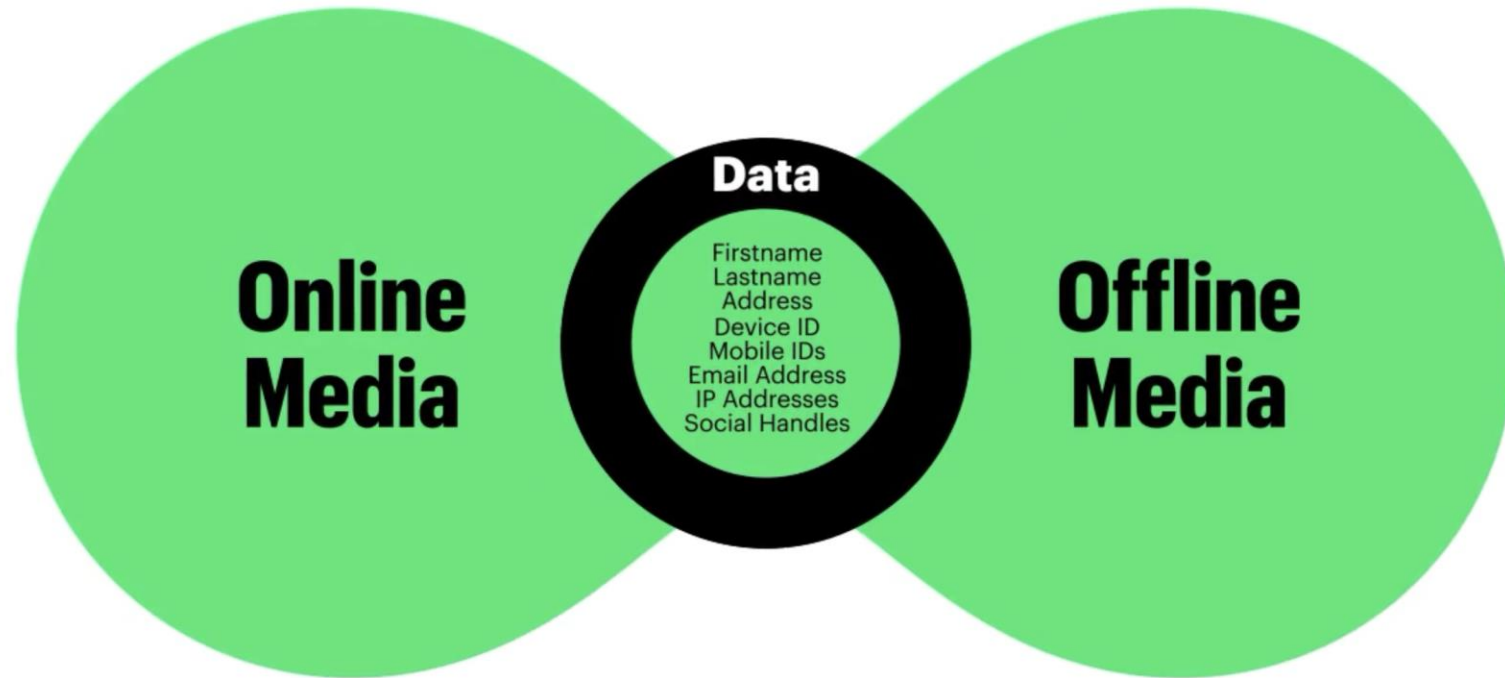 Online
Media
Data
Firstname
Lastname
Address
Device ID
Mobile IDs
Email Address
IP Addresses
Social Handles
Offline
Media